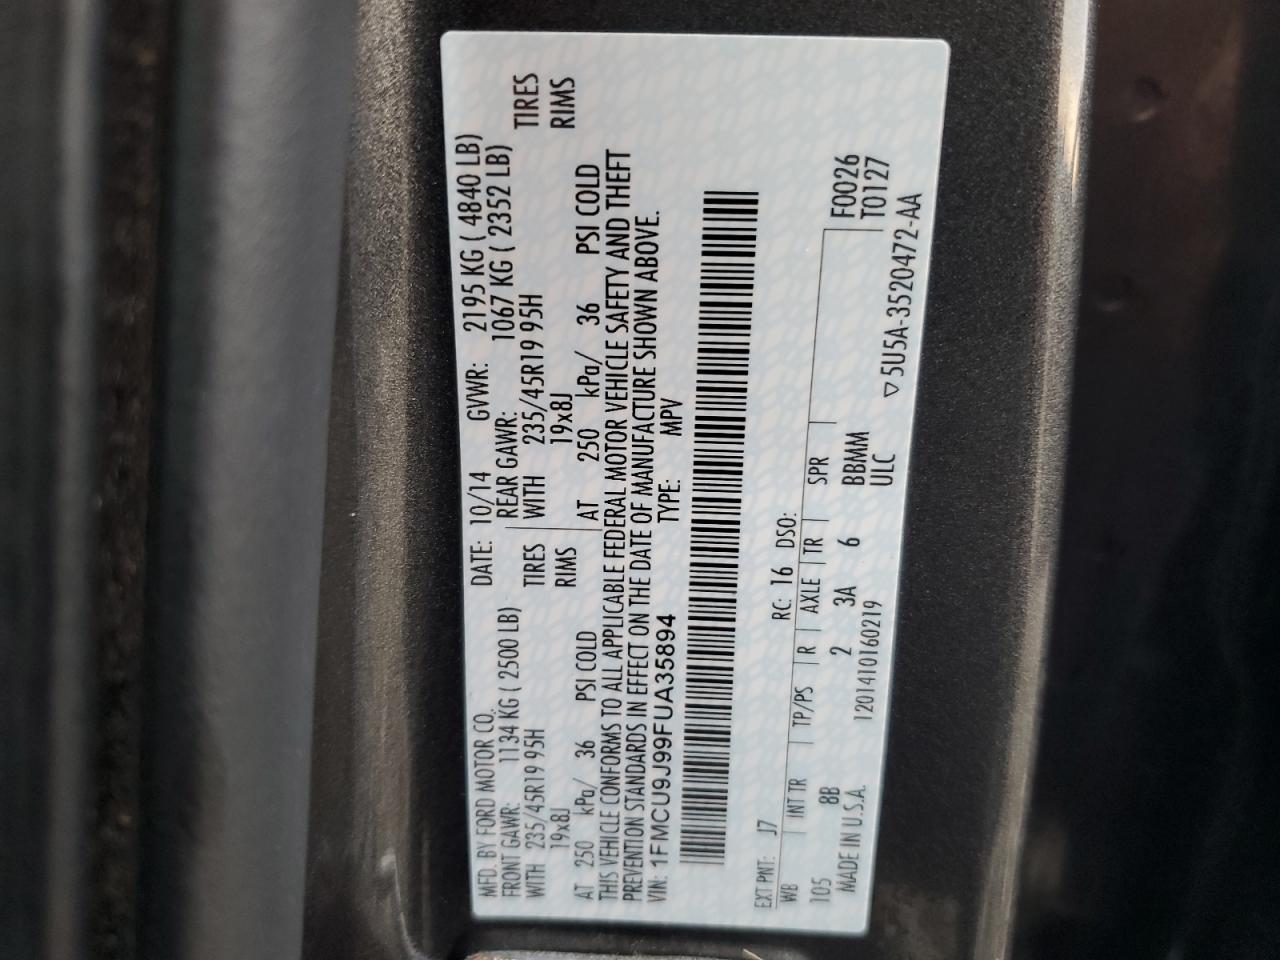 MFD. BY FORD MOTOR CO. DATE: 10/14 GVWR: 2195 KG ( 4840 LB)
FRONT GAWR: 1134 KG ( 2500 LB) REAR GAWR: 1067 KG ( 2352 LB)
WITH 235/45R19 95H TIRES WITH 235/45R19 95H TIRES
19x8J RIMS 19x8J RIMS
AT 250 kPa/ 36 PSI COLD AT 250 kPa/ 36 PSI COLD
THIS VEHICLE CONFORMS TO ALL APPLICABLE FEDERAL MOTOR VEHICLE SAFETY AND THEFT
PREVENTION STANDARDS IN EFFECT ON THE DATE OF MANUFACTURE SHOWN ABOVE.
VIN: 1FMCU9J99FUA35894 TYPE: MPV
EXT PNT: J7 RC: 16 DSO:
WB INT TR TP/PS R AXLE TR SPR F0026
105 8B 2 3A 6 BBMM T0127
MADE IN U.S.A. 12014101602​19 ULC ▽5U5A-3520472-AA